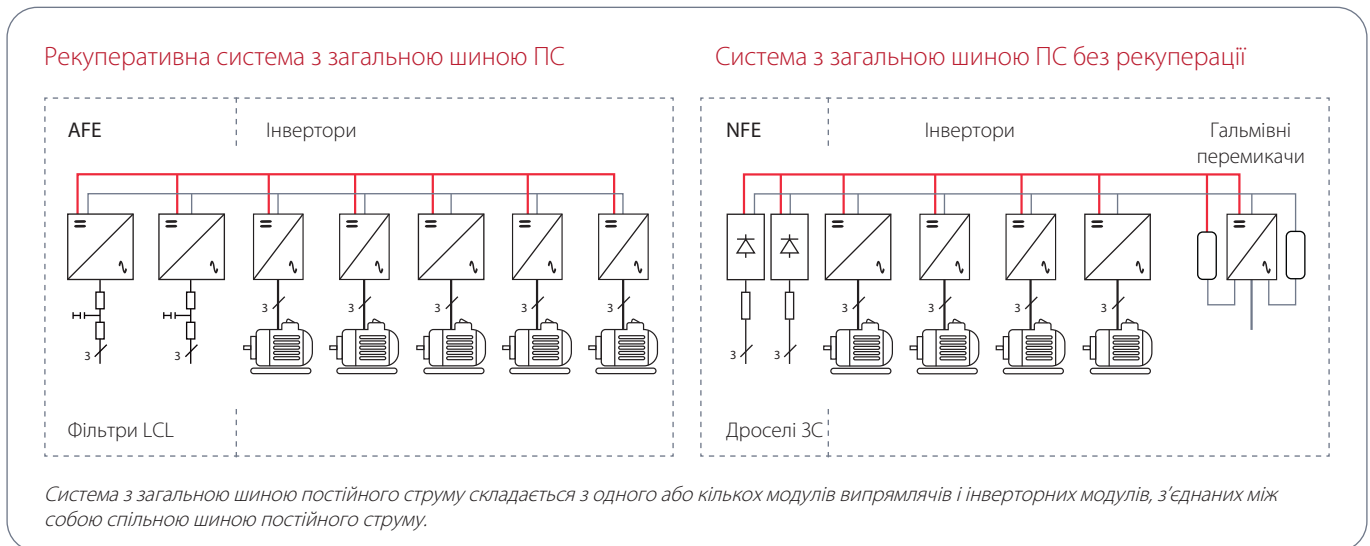 Рекуперативна система з загальною шиною ПС
AFE
Інвертори
3
3
3
3
3
3
3
Фільтри LCL
Система з загальною шиною ПС без рекуперації
NFE
Інвертори
Гальмівні
перемикачи
3
3
3
3
3
3
Дроселі ЗС
Система з загальною шиною постійного струму складається з одного або кількох модулів випрямлячів і інверторних модулів, з’єднаних між
собою спільною шиною постійного струму.